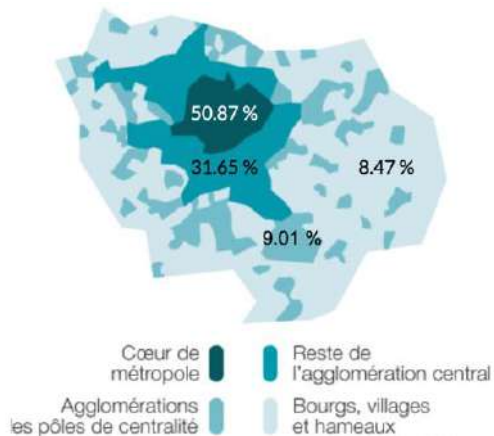 50.87 %
31.65 %
8.47 %
9.01 %
Cœur de
métropole
Reste de
l'agglomération central
Agglomérations
les pôles de centralité
Bourgs, villages
et hameaux